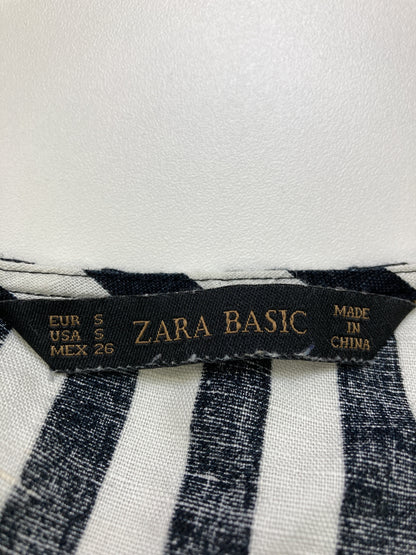 EUR S
USA S
MEX 26
ZARA BASIC
MADE
IN
CHINA